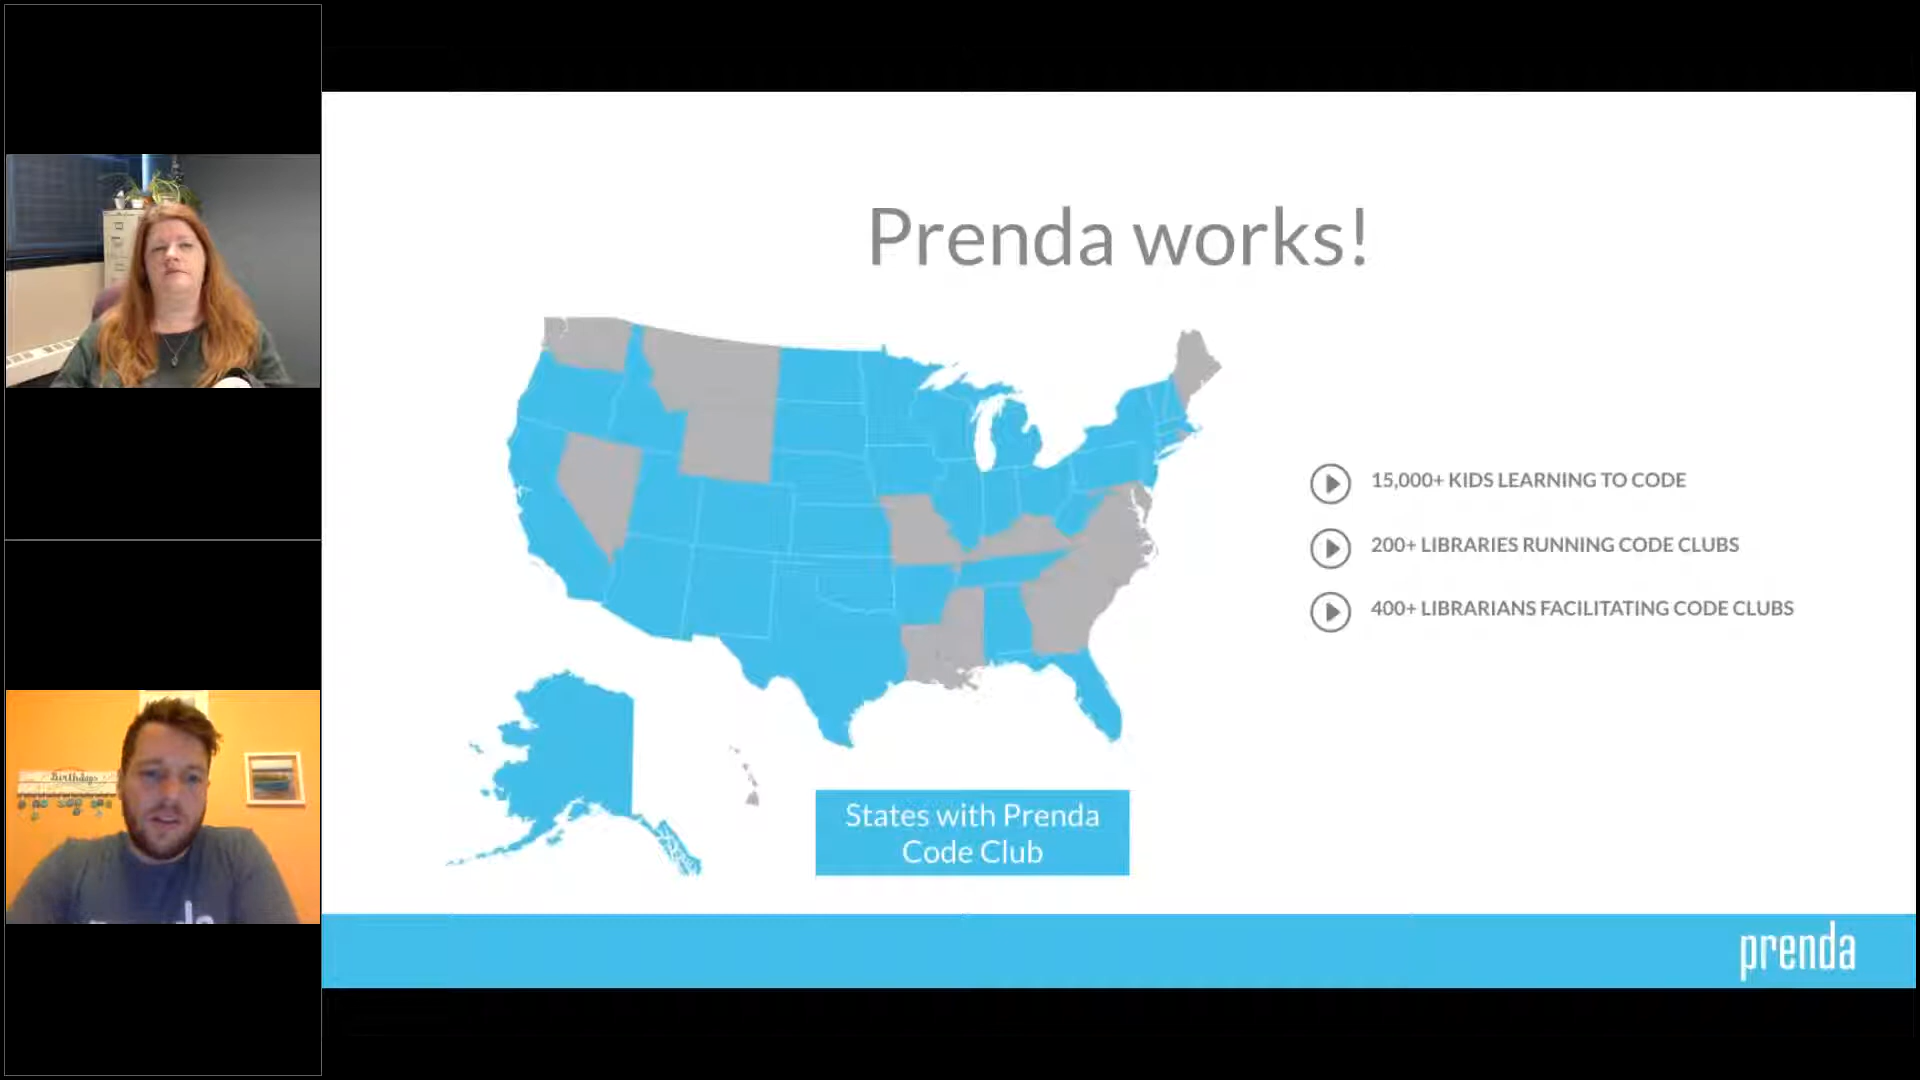 Prenda works!
15,000+ KIDS LEARNING TO CODE
200+ LIBRARIES RUNNING CODE CLUBS
400+ LIBRARIANS FACILITATING CODE CLUBS
States with Prenda
Code Club
prenda
Birthdays